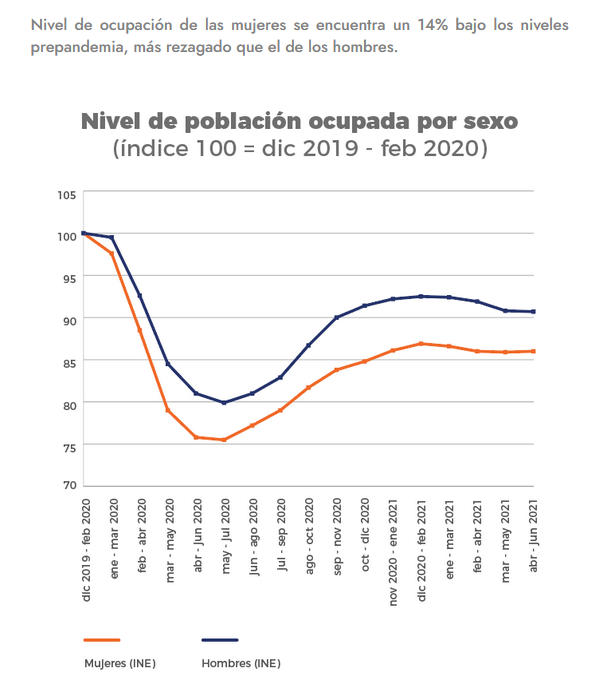 Nivel de ocupación de las mujeres se encuentra un 14% bajo los niveles
prepandemia, más rezagado que el de los hombres.
Nivel de población ocupada por sexo
(índice 100 = dic 2019 - feb 2020)
105
100
95
90
85
80
75
70
dic 2019 - feb 2020
ene - mar 2020
feb - abr 2020
mar - may 2020
abr - jun 2020
may - jul 2020
jun - ago 2020
jul - sep 2020
ago - oct 2020
sep - nov 2020
oct - dic 2020
nov 2020 - ene 2021
dic 2020 - feb 2021
ene - mar 2021
feb - abr 2021
mar - may 2021
abr - jun 2021
Mujeres (INE)
Hombres (INE)